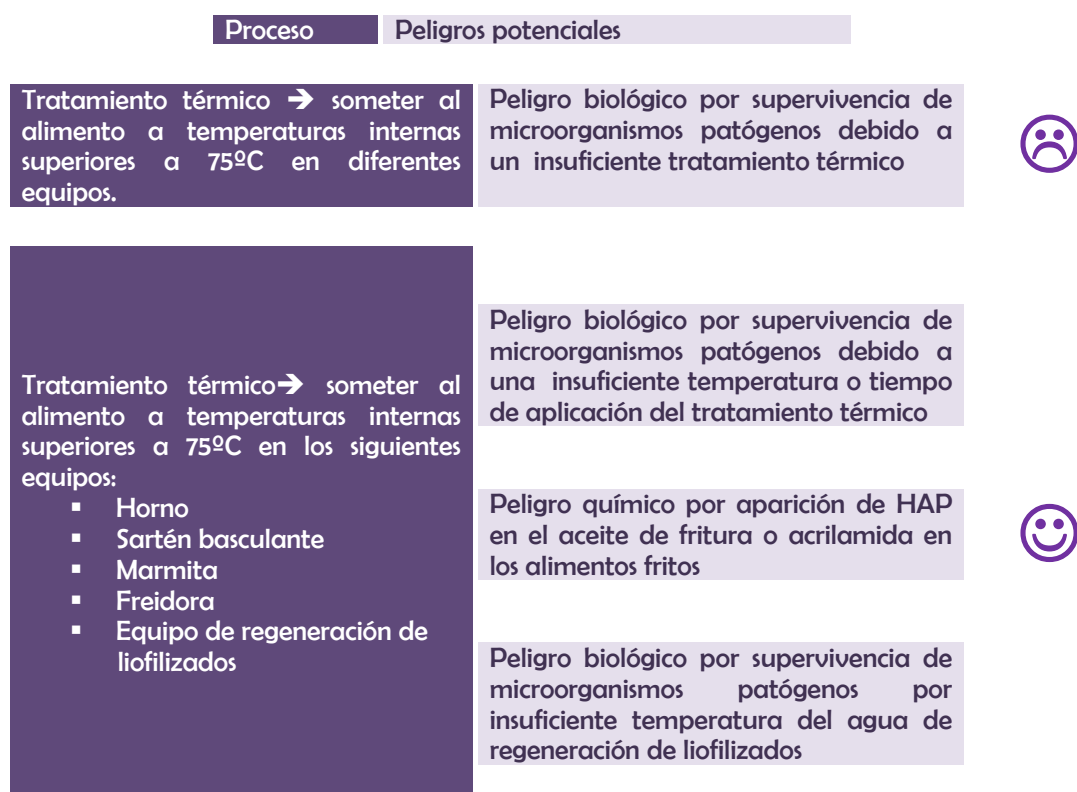 Proceso
Peligros potenciales
Tratamiento térmico ➔ someter al
alimento a temperaturas internas
superiores a 75ºC en diferentes
equipos.
Peligro biológico por supervivencia de
microorganismos patógenos debido a
un insuficiente tratamiento térmico
Tratamiento térmico➔ someter al
alimento a temperaturas internas
superiores a 75ºC en los siguientes
equipos:
▪ Horno
▪ Sartén basculante
▪ Marmita
▪ Freidora
▪ Equipo de regeneración de
liofilizados
Peligro biológico por supervivencia de
microorganismos patógenos debido a
una insuficiente temperatura o tiempo
de aplicación del tratamiento térmico
Peligro químico por aparición de HAP
en el aceite de fritura o acrilamida en
los alimentos fritos
Peligro biológico por supervivencia de
microorganismos patógenos por
insuficiente temperatura del agua de
regeneración de liofilizados